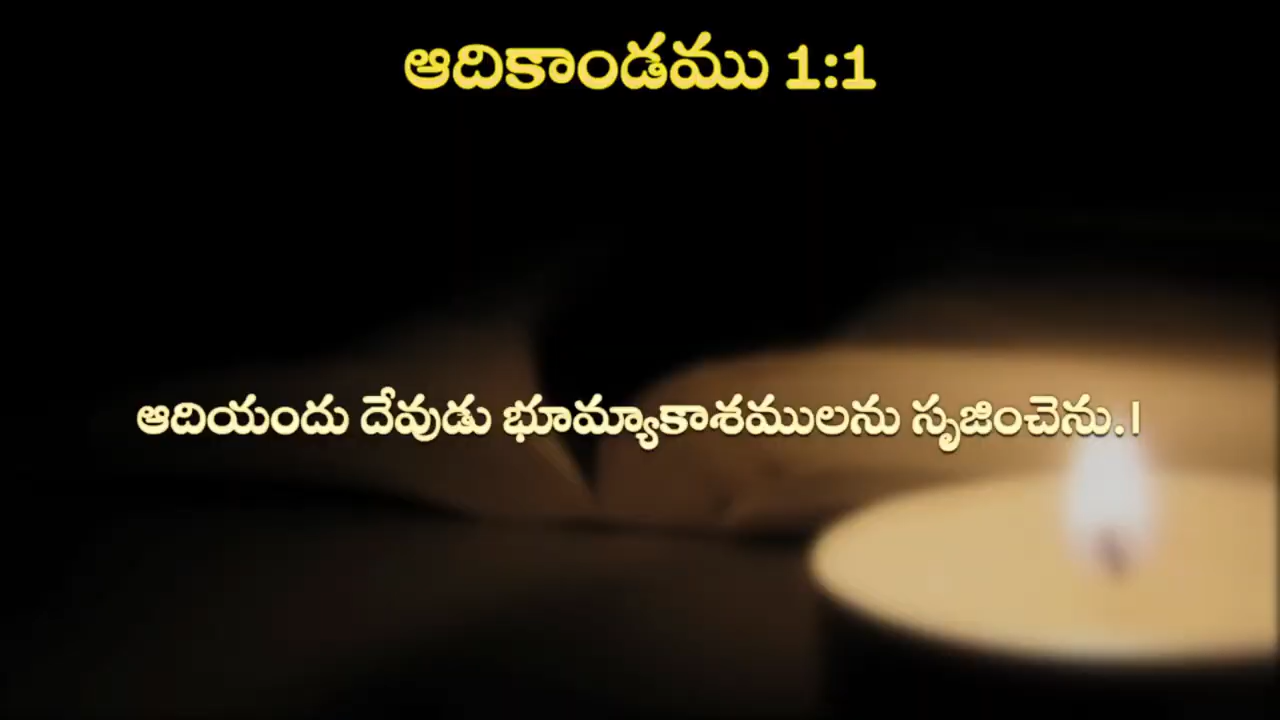 ఆదికాండము 1:1
ఆదియందు దేవుడు భూమ్యాకాశములను సృజించెను.।